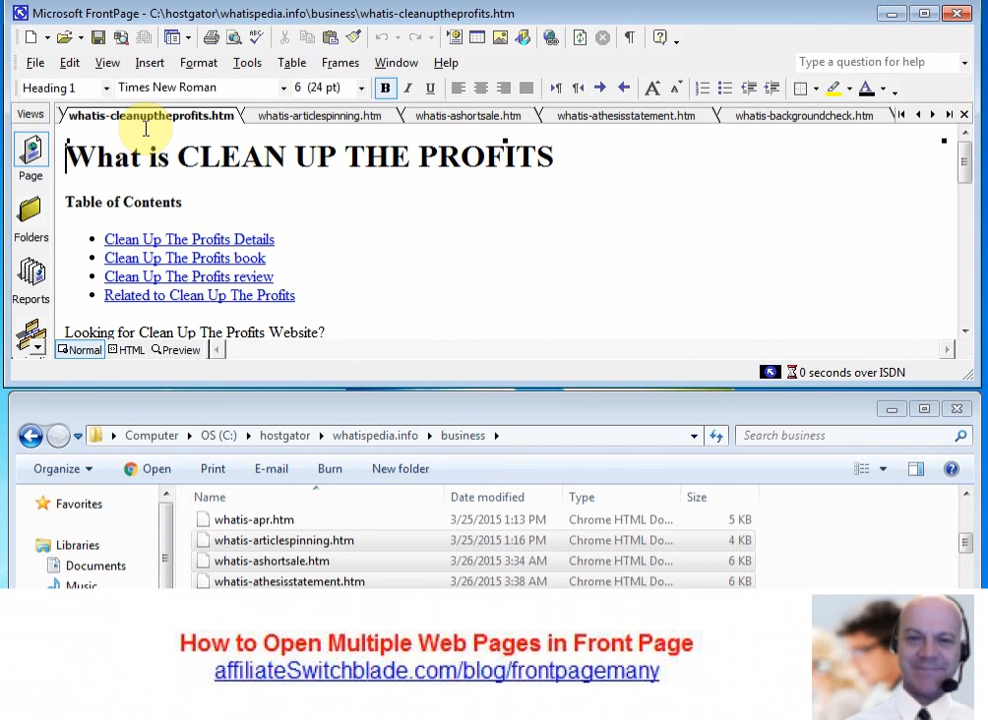 Microsoft FrontPage - C:\hostgator\whatispedia.info\business\whatis-cleanuptheprofits.htm
File Edit View Insert Format Tools Table Frames Window Help Type a question for help
Heading 1 Times New Roman 6 (24 pt) B I U
Views whatis-cleanuptheprofits.htm whatis-articlespinning.htm whatis-ashortsale.htm whatis-athesisstatement.htm whatis-backgroundcheck.htm
What is CLEAN UP THE PROFITS
Page
Table of Contents
Folders
Clean Up The Profits Details
Clean Up The Profits book
Clean Up The Profits review
Reports
Related to Clean Up The Profits
Looking for Clean Up The Profits Website?
Normal HTML Preview
0 seconds over ISDN
Computer OS (C:) hostgator whatispedia.info business Search business
Organize Open Print E-mail Burn New folder
Favorites Name Date modified Type Size
whatis-apr.htm 3/25/2015 1:13 PM Chrome HTML Do... 5 KB
Libraries whatis-articlespinning.htm 3/25/2015 1:16 PM Chrome HTML Do... 4 KB
Documents whatis-ashortsale.htm 3/26/2015 3:34 AM Chrome HTML Do... 6 KB
Music whatis-athesisstatement.htm 3/26/2015 3:38 AM Chrome HTML Do... 6 KB
How to Open Multiple Web Pages in Front Page
affiliateSwitchblade.com/blog/frontpagemany